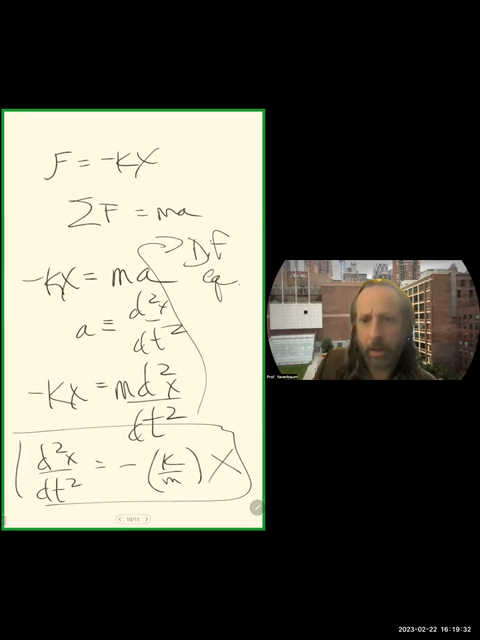 F = -KX
ΣF = ma
Df
eq.
-KX = ma
a ≡ d²x/dt²
-KX = m d²x/dt²
d²x/dt² = -(K/m) X
10/11
Prof. Yaverbaum
2023-02-22 16:19:32